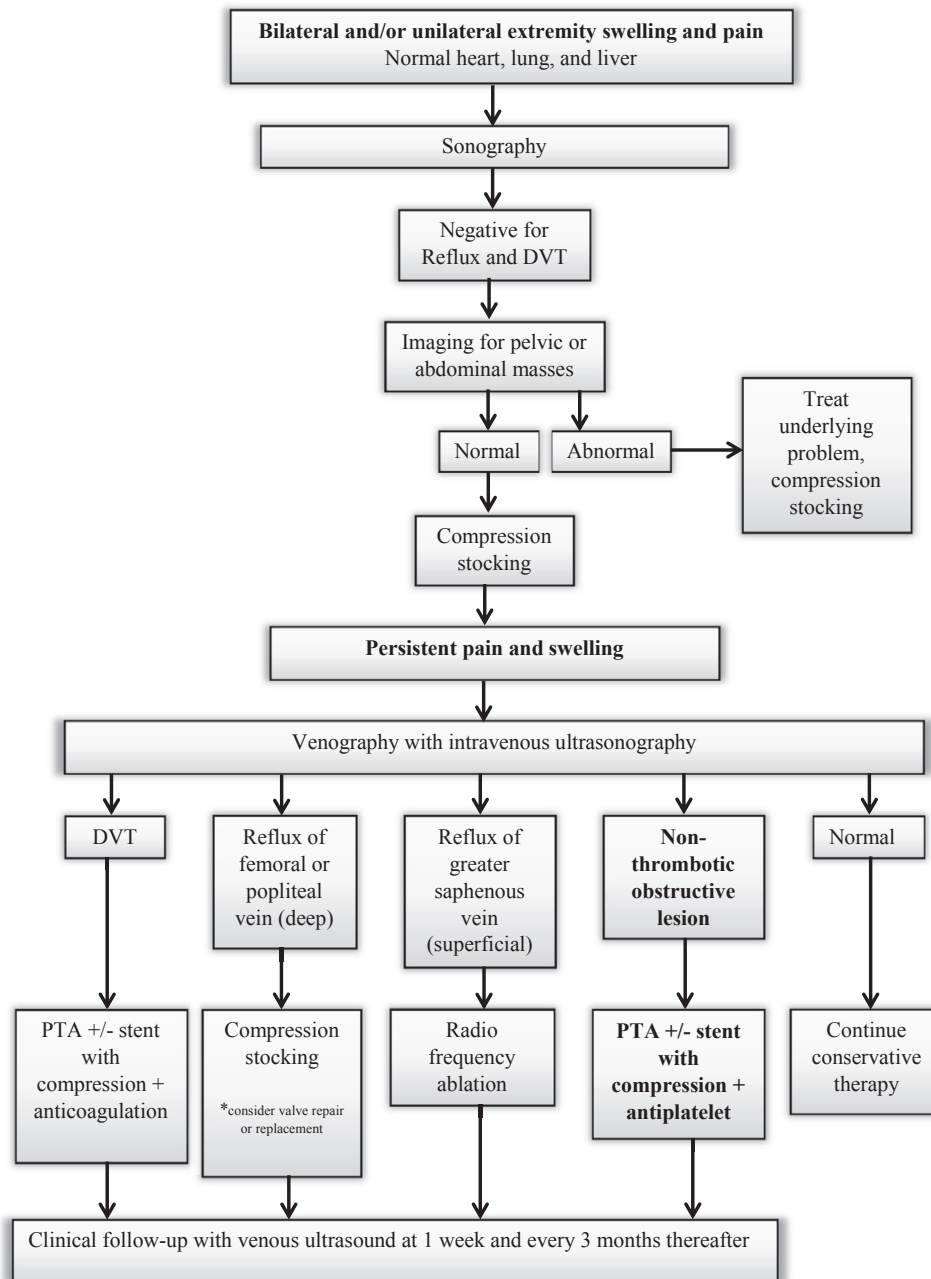 Bilateral and/or unilateral extremity swelling and pain
Normal heart, lung, and liver
Sonography
Negative for
Reflux and DVT
Imaging for pelvic or
abdominal masses
Normal
Abnormal
Treat
underlying
problem,
compression
stocking
Compression
stocking
Persistent pain and swelling
Venography with intravenous ultrasonography
DVT
Reflux of
femoral or
popliteal
vein (deep)
Reflux of
greater
saphenous
vein
(superficial)
Non-
thrombotic
obstructive
lesion
Normal
PTA +/- stent
with
compression +
anticoagulation
Compression
stocking
*consider valve repair
or replacement
Radio
frequency
ablation
PTA +/- stent
with
compression +
antiplatelet
Continue
conservative
therapy
Clinical follow-up with venous ultrasound at 1 week and every 3 months thereafter